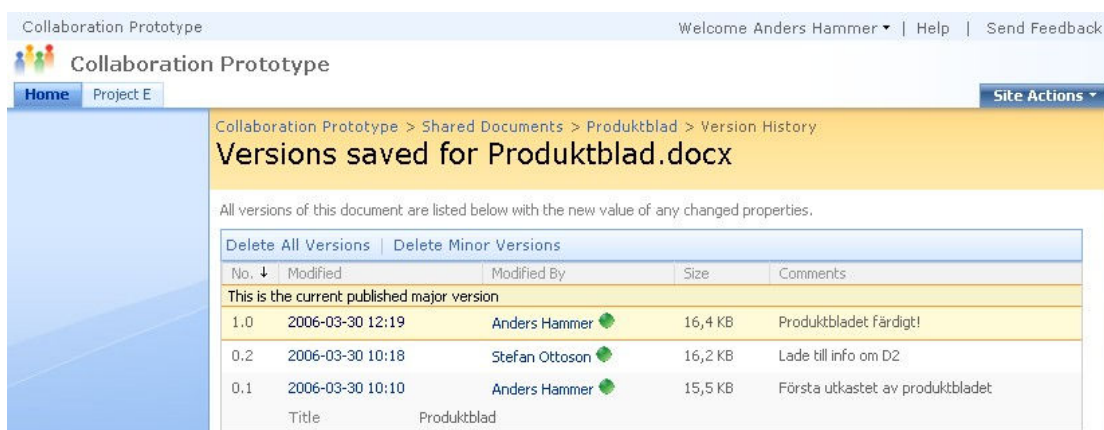 Collaboration Prototype Welcome Anders Hammer | Help | Send Feedback
Collaboration Prototype
Home Project E Site Actions
Collaboration Prototype > Shared Documents > Produktblad > Version History
Versions saved for Produktblad.docx
All versions of this document are listed below with the new value of any changed properties.
Delete All Versions | Delete Minor Versions
No. ↓ Modified Modified By Size Comments
This is the current published major version
1.0 2006-03-30 12:19 Anders Hammer 16,4 KB Produktbladet färdigt!
0.2 2006-03-30 10:18 Stefan Ottoson 16,2 KB Lade till info om D2
0.1 2006-03-30 10:10 Anders Hammer 15,5 KB Första utkastet av produktbladet
Title Produktblad